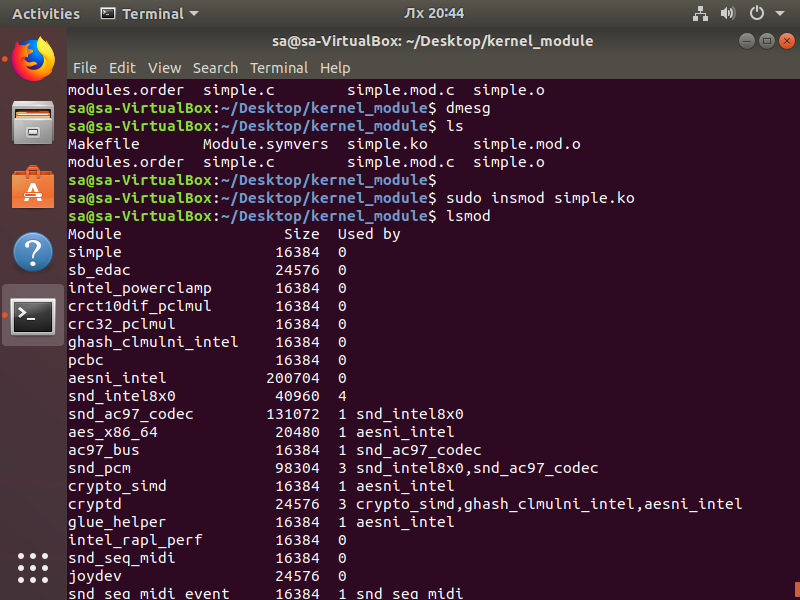 Activities Terminal Лх 20:44
sa@sa-VirtualBox: ~/Desktop/kernel_module
File Edit View Search Terminal Help
modules.order simple.c simple.mod.c simple.o
sa@sa-VirtualBox:~/Desktop/kernel_module$ dmesg
sa@sa-VirtualBox:~/Desktop/kernel_module$ ls
Makefile Module.symvers simple.ko simple.mod.o
modules.order simple.c simple.mod.c simple.o
sa@sa-VirtualBox:~/Desktop/kernel_module$
sa@sa-VirtualBox:~/Desktop/kernel_module$ sudo insmod simple.ko
sa@sa-VirtualBox:~/Desktop/kernel_module$ lsmod
Module Size Used by
simple 16384 0
sb_edac 24576 0
intel_powerclamp 16384 0
crct10dif_pclmul 16384 0
crc32_pclmul 16384 0
ghash_clmulni_intel 16384 0
pcbc 16384 0
aesni_intel 200704 0
snd_intel8x0 40960 4
snd_ac97_codec 131072 1 snd_intel8x0
aes_x86_64 20480 1 aesni_intel
ac97_bus 16384 1 snd_ac97_codec
snd_pcm 98304 3 snd_intel8x0,snd_ac97_codec
crypto_simd 16384 1 aesni_intel
cryptd 24576 3 crypto_simd,ghash_clmulni_intel,aesni_intel
glue_helper 16384 1 aesni_intel
intel_rapl_perf 16384 0
snd_seq_midi 16384 0
joydev 24576 0
snd_seq_midi_event 16384 1 snd_seq_midi